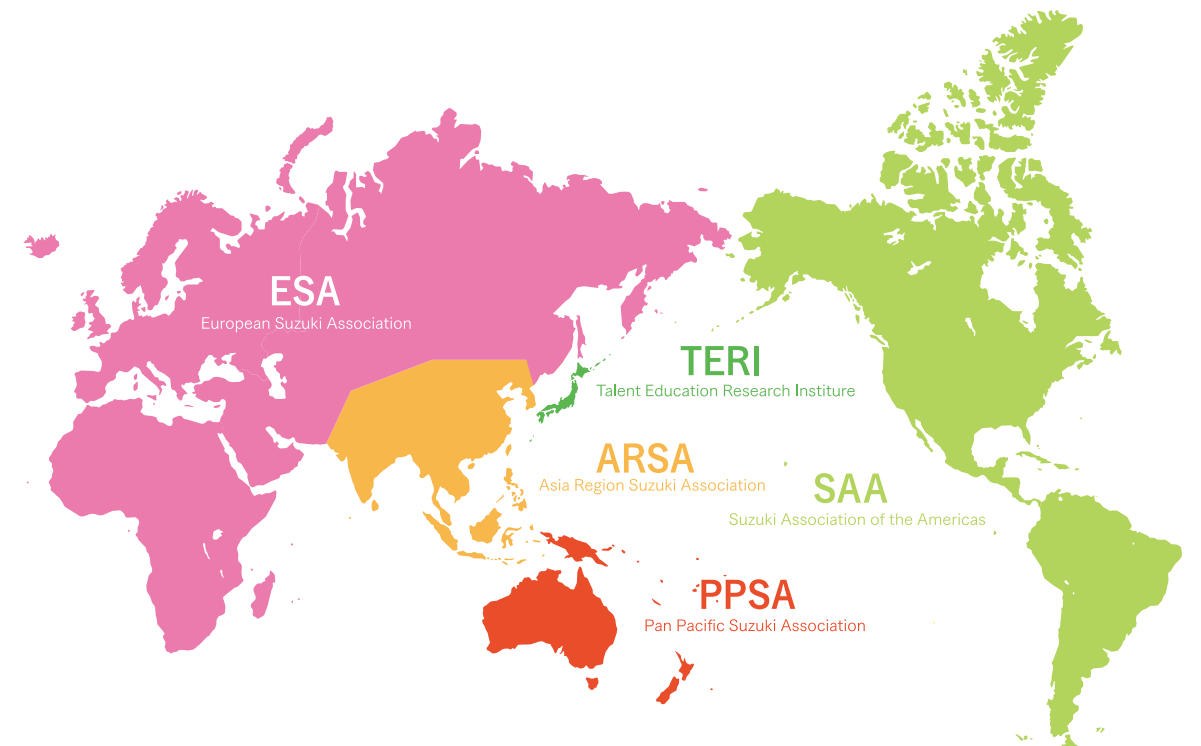 ESA
European Suzuki Association
TERI
Talent Education Research Institure
ARSA
Asia Region Suzuki Association
SAA
Suzuki Association of the Americas
PPSA
Pan Pacific Suzuki Association